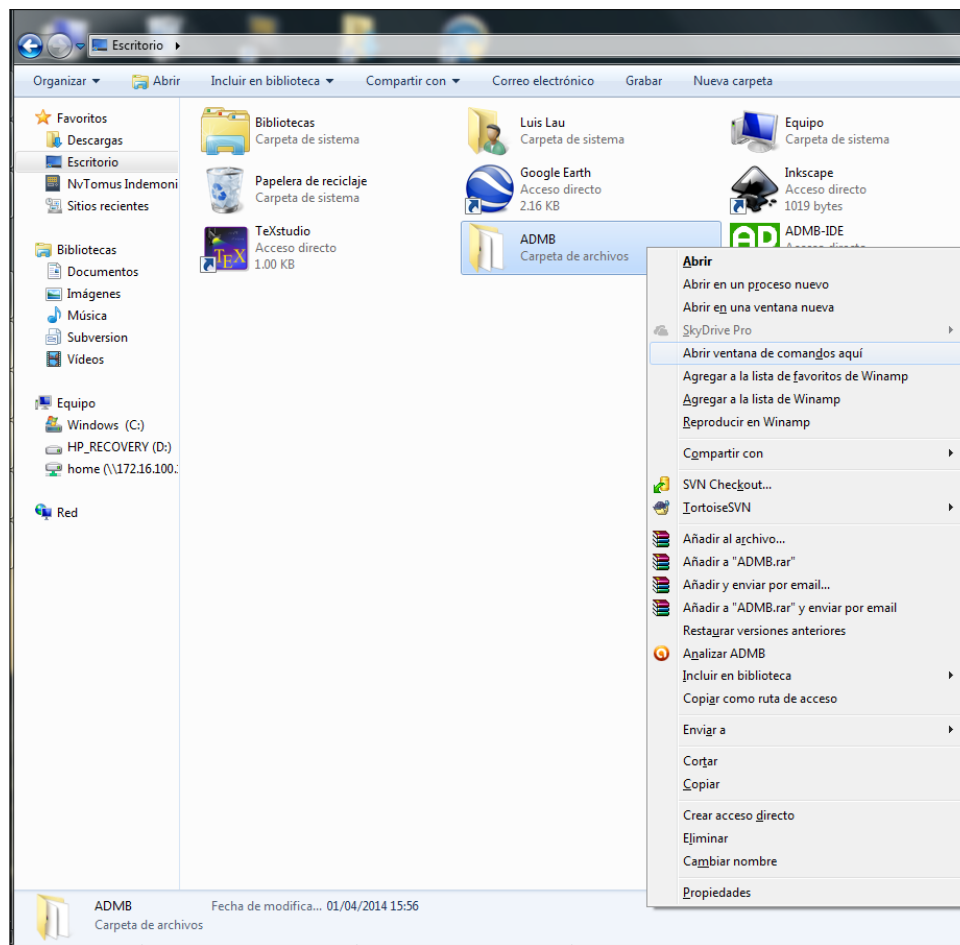 Escritorio
Organizar
Abrir
Incluir en biblioteca
Compartir con
Correo electrónico
Grabar
Nueva carpeta
Favoritos
Descargas
Escritorio
NvTomus Indemoni
Sitios recientes
Bibliotecas
Documentos
Imágenes
Música
Subversion
Vídeos
Equipo
Windows (C:)
HP_RECOVERY (D:)
home (\\172.16.100.
Red
Bibliotecas
Carpeta de sistema
Luis Lau
Carpeta de sistema
Equipo
Carpeta de sistema
Papelera de reciclaje
Carpeta de sistema
Google Earth
Acceso directo
2.16 KB
Inkscape
Acceso directo
1019 bytes
TEX
TeXstudio
Acceso directo
1.00 KB
ADMB
Carpeta de archivos
AD
ADMB-IDE
Acceso directo
Abrir
Abrir en un proceso nuevo
Abrir en una ventana nueva
SkyDrive Pro
Abrir ventana de comandos aquí
Agregar a la lista de favoritos de Winamp
Agregar a la lista de Winamp
Reproducir en Winamp
Compartir con
SVN Checkout...
TortoiseSVN
Añadir al archivo...
Añadir a "ADMB.rar"
Añadir y enviar por email...
Añadir a "ADMB.rar" y enviar por email
Restaurar versiones anteriores
Analizar ADMB
Incluir en biblioteca
Copiar como ruta de acceso
Enviar a
Cortar
Copiar
Crear acceso directo
Eliminar
Cambiar nombre
Propiedades
ADMB
Fecha de modifica... 01/04/2014 15:56
Carpeta de archivos